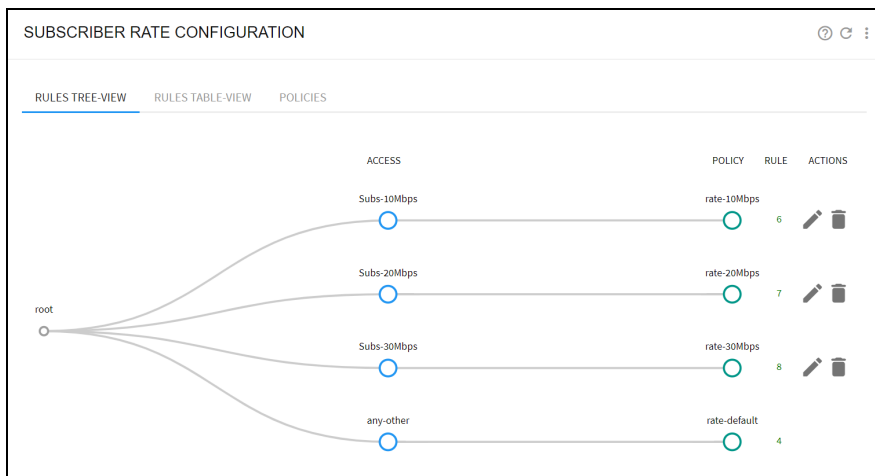 SUBSCRIBER RATE CONFIGURATION
RULES TREE-VIEW RULES TABLE-VIEW POLICIES
ACCESS POLICY RULE ACTIONS
Subs-10Mbps rate-10Mbps
6
Subs-20Mbps rate-20Mbps
7
root
Subs-30Mbps rate-30Mbps
8
any-other rate-default
4